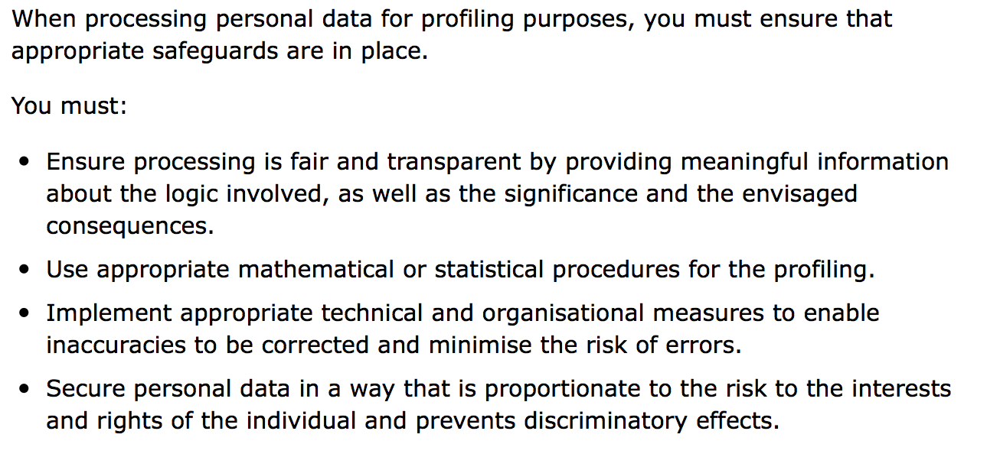 When processing personal data for profiling purposes, you must ensure that
appropriate safeguards are in place.
You must:
• Ensure processing is fair and transparent by providing meaningful information
about the logic involved, as well as the significance and the envisaged
consequences.
• Use appropriate mathematical or statistical procedures for the profiling.
• Implement appropriate technical and organisational measures to enable
inaccuracies to be corrected and minimise the risk of errors.
• Secure personal data in a way that is proportionate to the risk to the interests
and rights of the individual and prevents discriminatory effects.